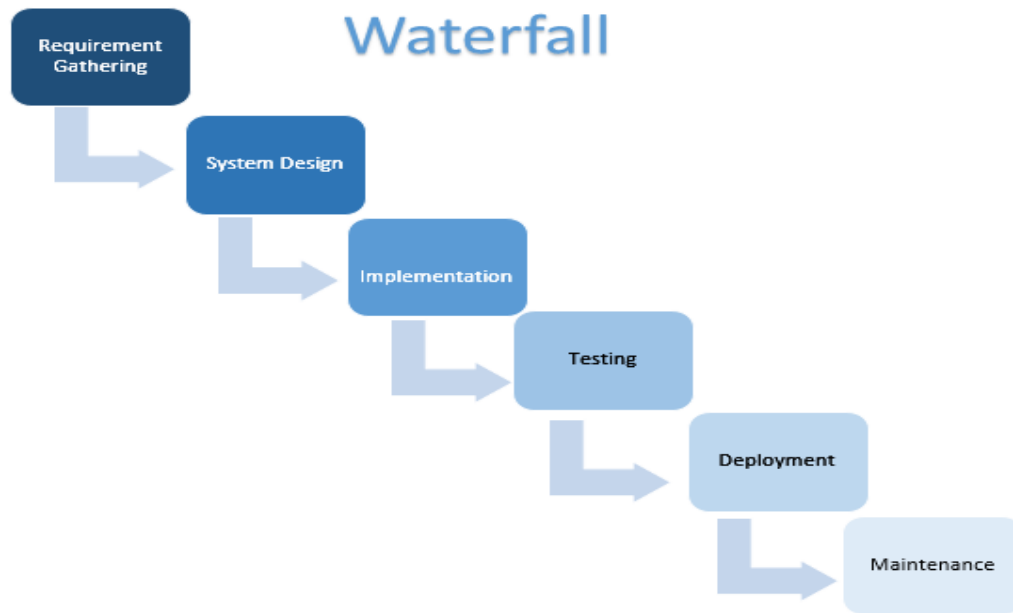 Waterfall
Requirement
Gathering
System Design
Implementation
Testing
Deployment
Maintenance